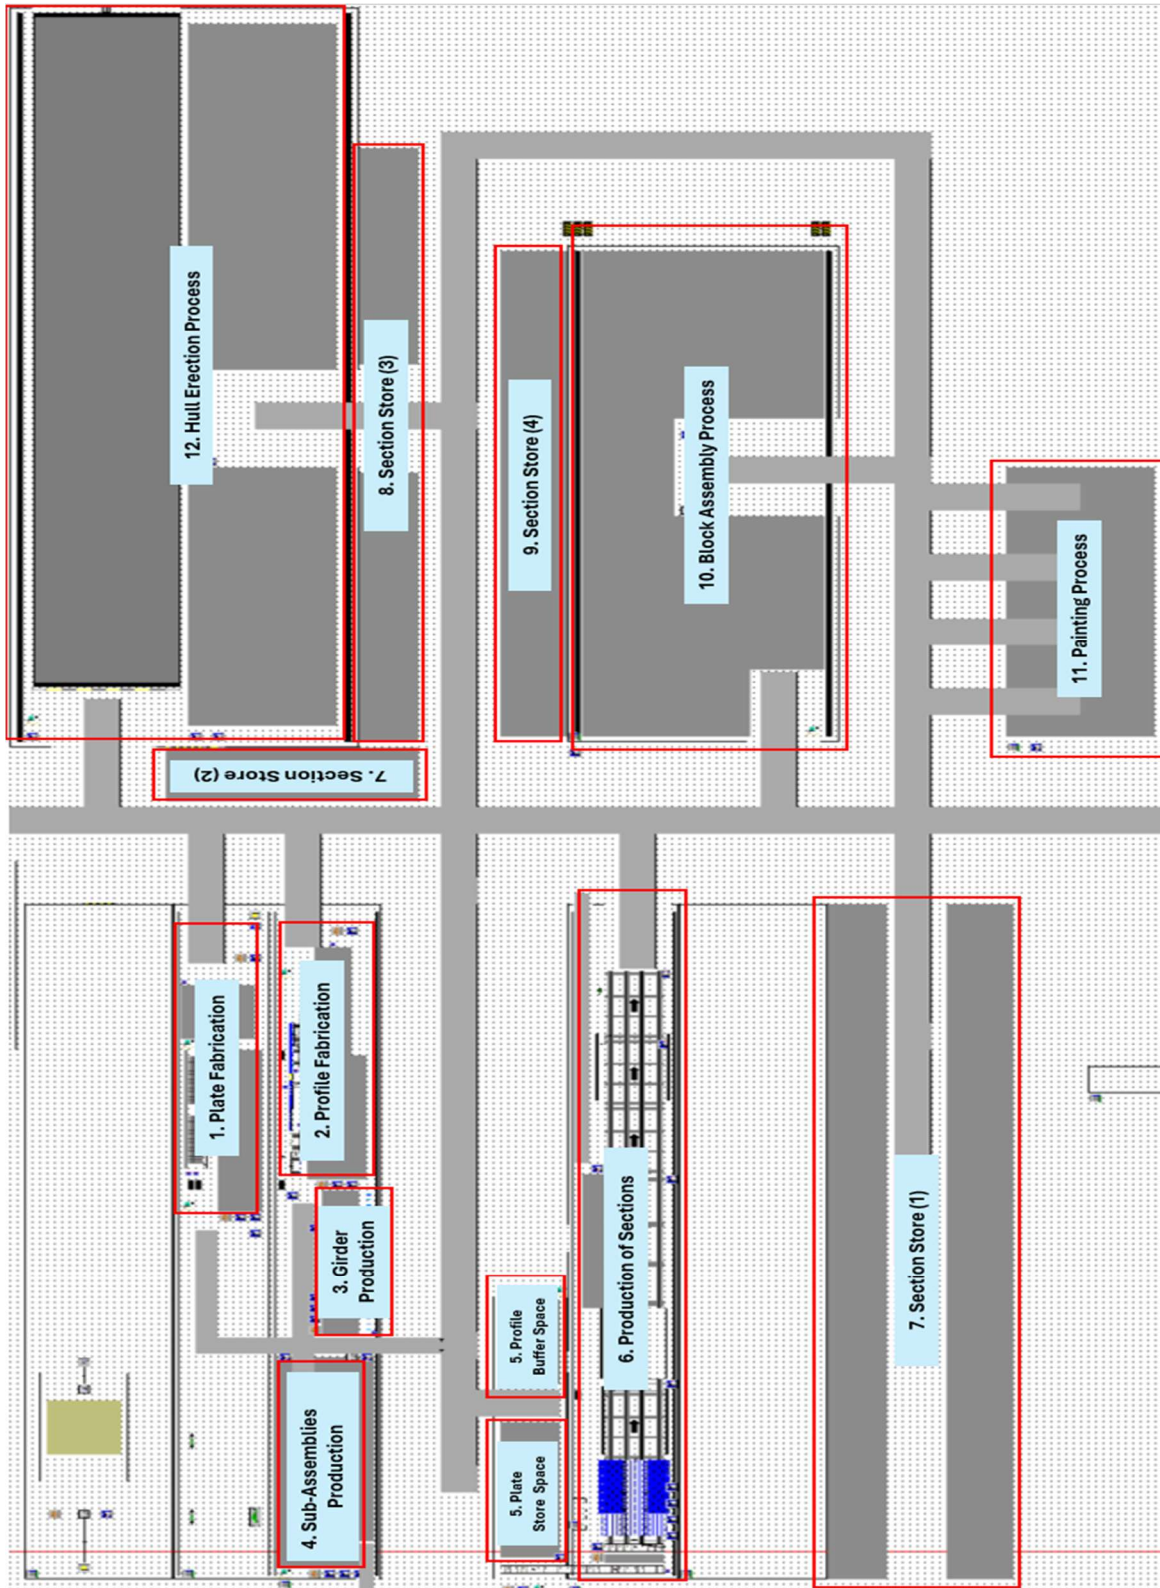 12. Hull Erection Process
8. Section Store (3)
9. Section Store (4)
10. Block Assembly Process
11. Painting Process
7. Section Store (2)
1. Plate Fabrication
2. Profile Fabrication
3. Girder
Production
4. Sub-Assemblies
Production
5. Profile
Buffer Space
5. Plate
Store Space
6. Production of Sections
7. Section Store (1)